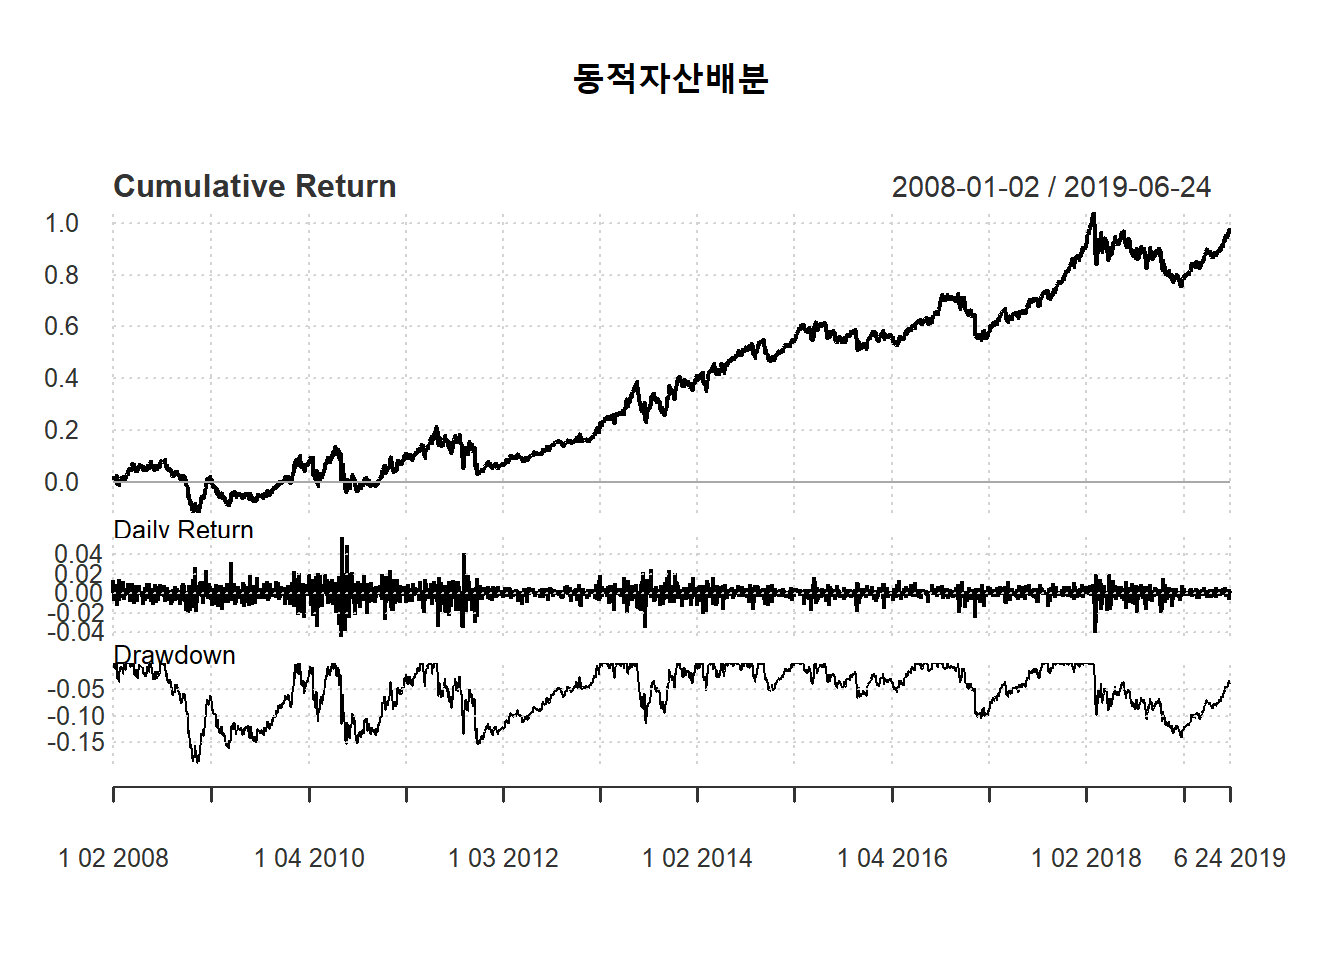 동적자산배분
Cumulative Return 2008-01-02 / 2019-06-24
1.0
0.8
0.6
0.4
0.2
0.0
Daily Return
0.04
0.02
0.00
-0.02
-0.04
Drawdown
-0.05
-0.10
-0.15
1 02 2008 1 04 2010 1 03 2012 1 02 2014 1 04 2016 1 02 2018 6 24 2019